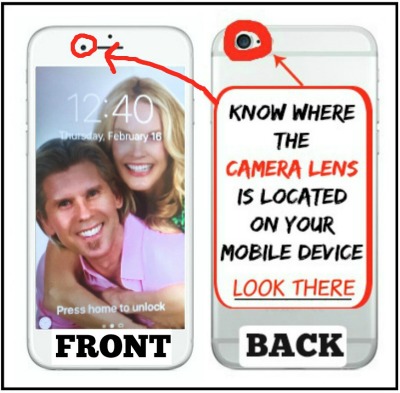 12:40
Thursday, February 16
Press home to unlock
FRONT
KNOW WHERE
THE
CAMERA LENS
IS LOCATED
ON YOUR
MOBILE DEVICE
LOOK THERE
BACK